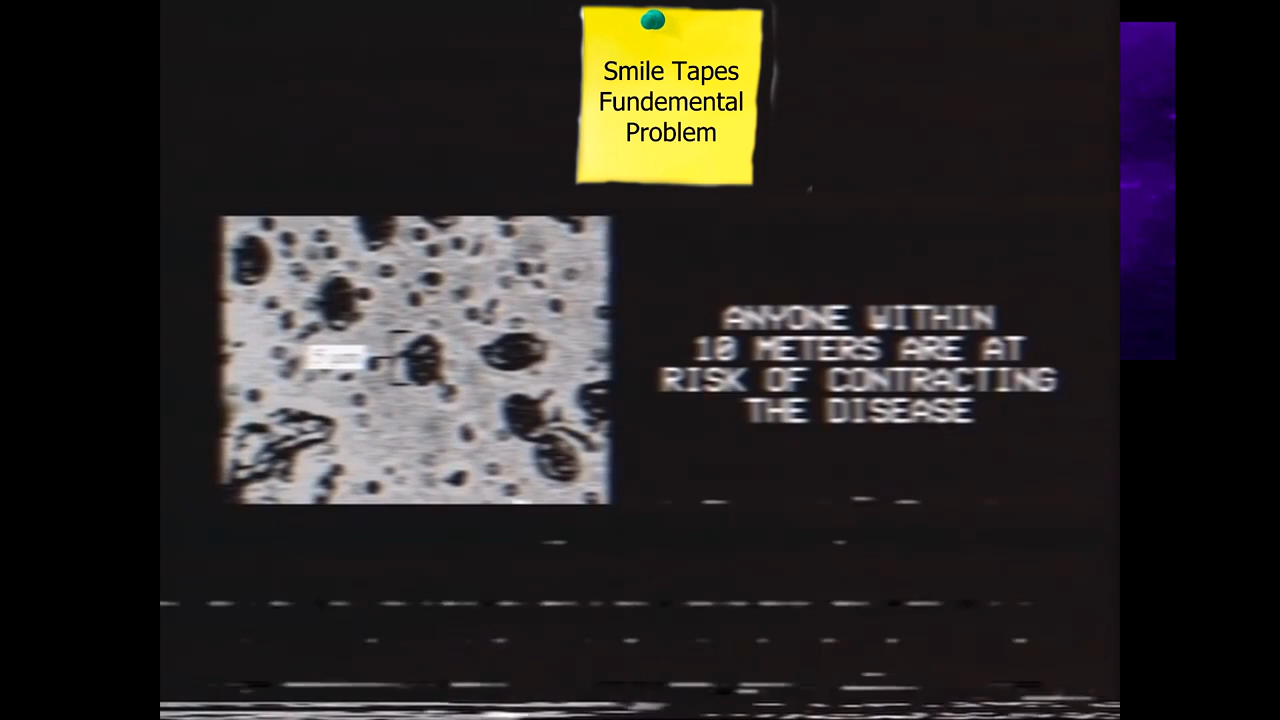 Smile Tapes
Fundemental
Problem
ANYONE WITHIN
10 METERS ARE AT
RISK OF CONTRACTING
THE DISEASE